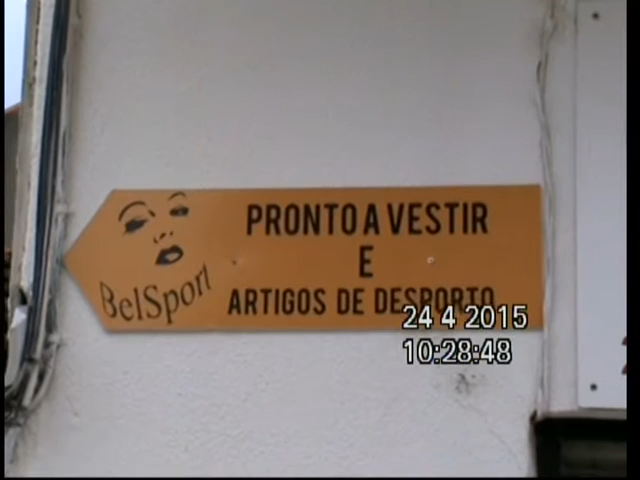 BelSport
PRONTO A VESTIR
E
ARTIGOS DE DESPORTO
24 4 2015
10:28:48